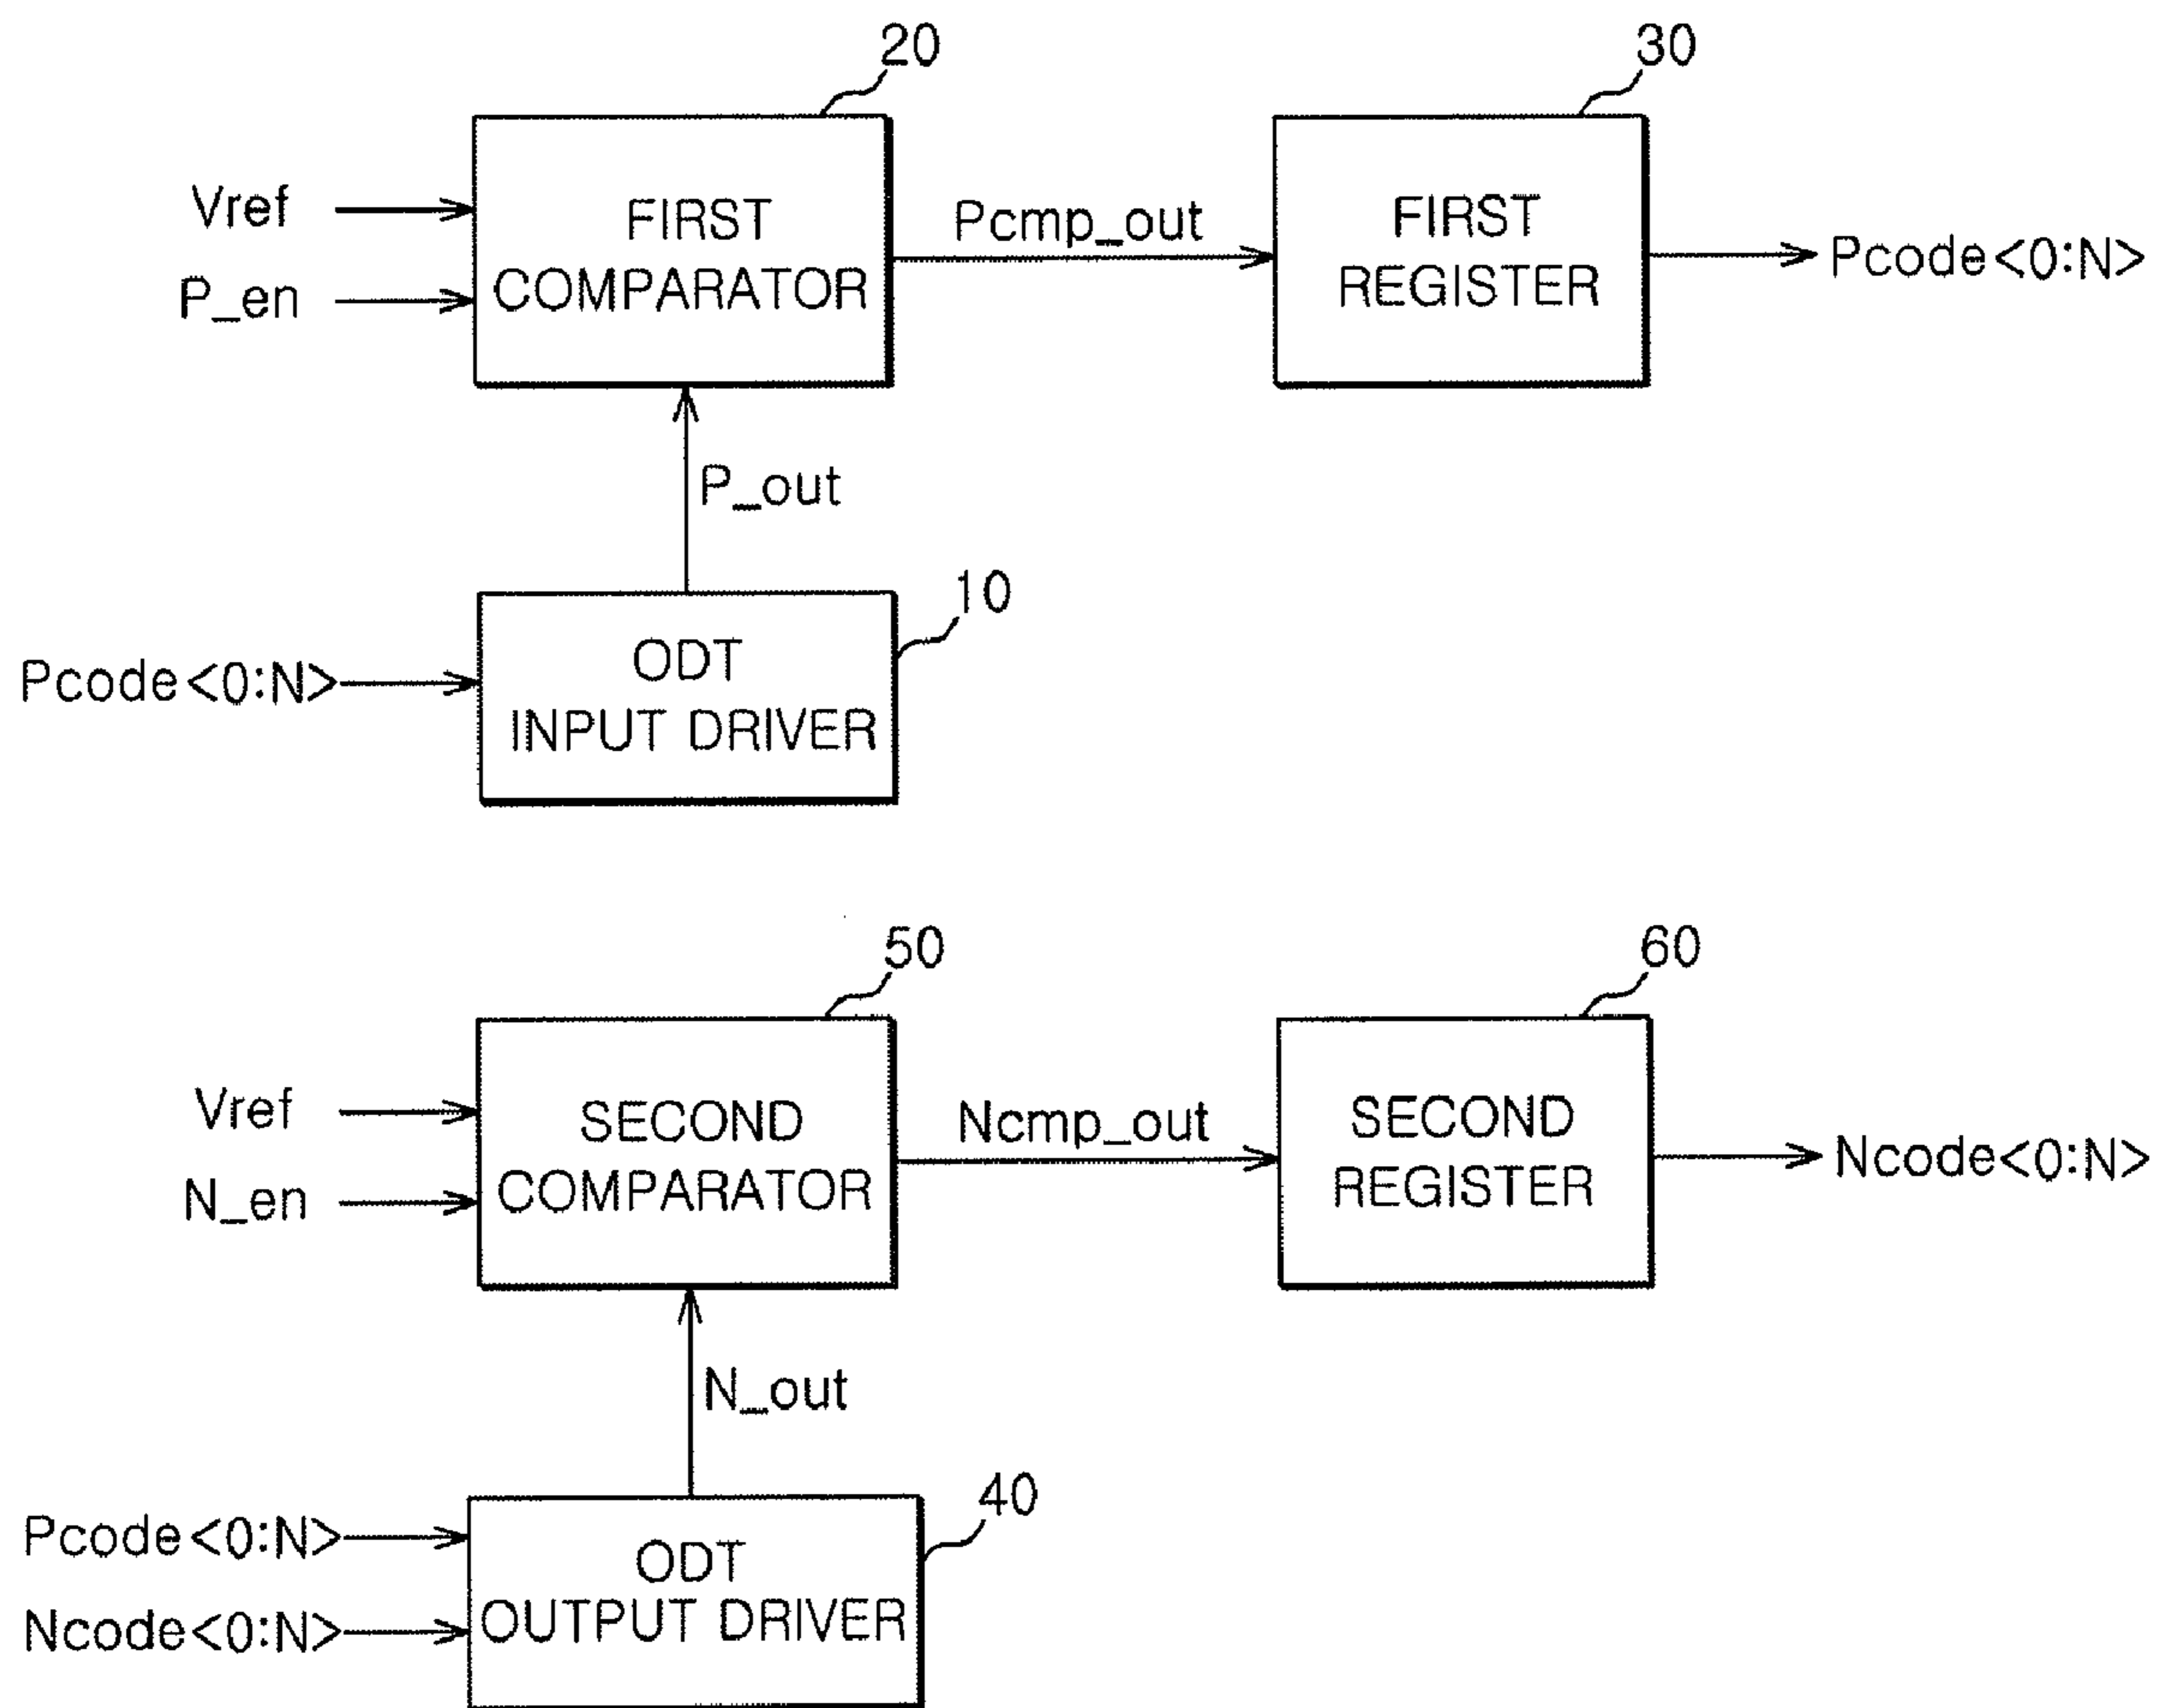 20
30
Vref
P_en
FIRST
COMPARATOR
Pcmp_out
FIRST
REGISTER
Pcode<0:N>
P_out
10
Pcode<0:N>
ODT
INPUT DRIVER
50
60
Vref
N_en
SECOND
COMPARATOR
Ncmp_out
SECOND
REGISTER
Ncode<0:N>
N_out
40
Pcode<0:N>
Ncode<0:N>
ODT
OUTPUT DRIVER